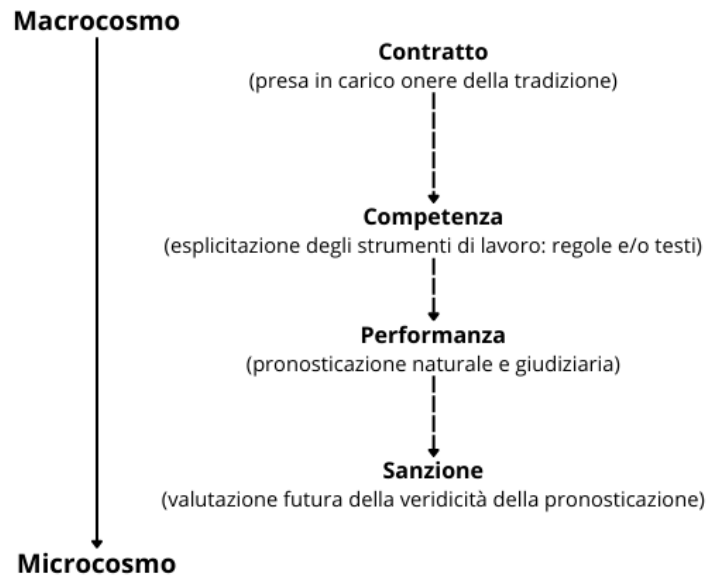 Macrocosmo
Contratto
(presa in carico onere della tradizione)
Competenza
(esplicitazione degli strumenti di lavoro: regole e/o testi)
Performanza
(pronosticazione naturale e giudiziaria)
Sanzione
(valutazione futura della veridicità della pronosticazione)
Microcosmo